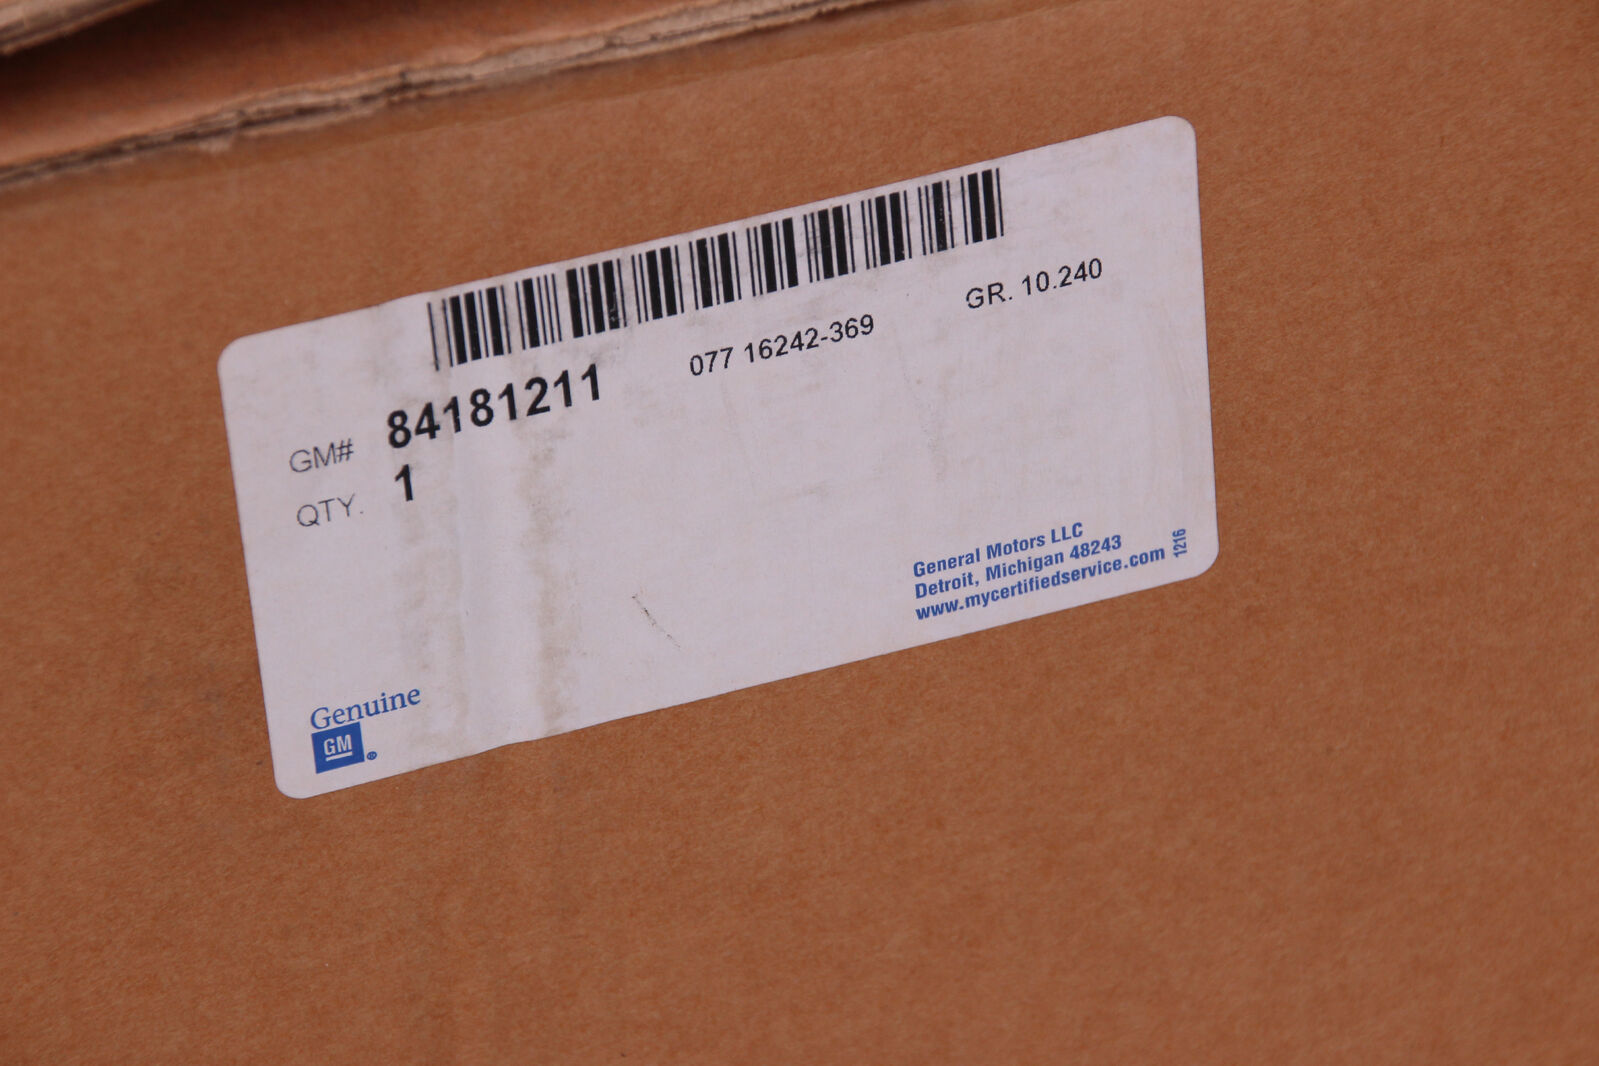 GM# 84181211 077 16242-369 GR. 10.240
QTY. 1
General Motors LLC
Detroit, Michigan 48243
www.mycertifiedservice.com
1216
Genuine
GM®